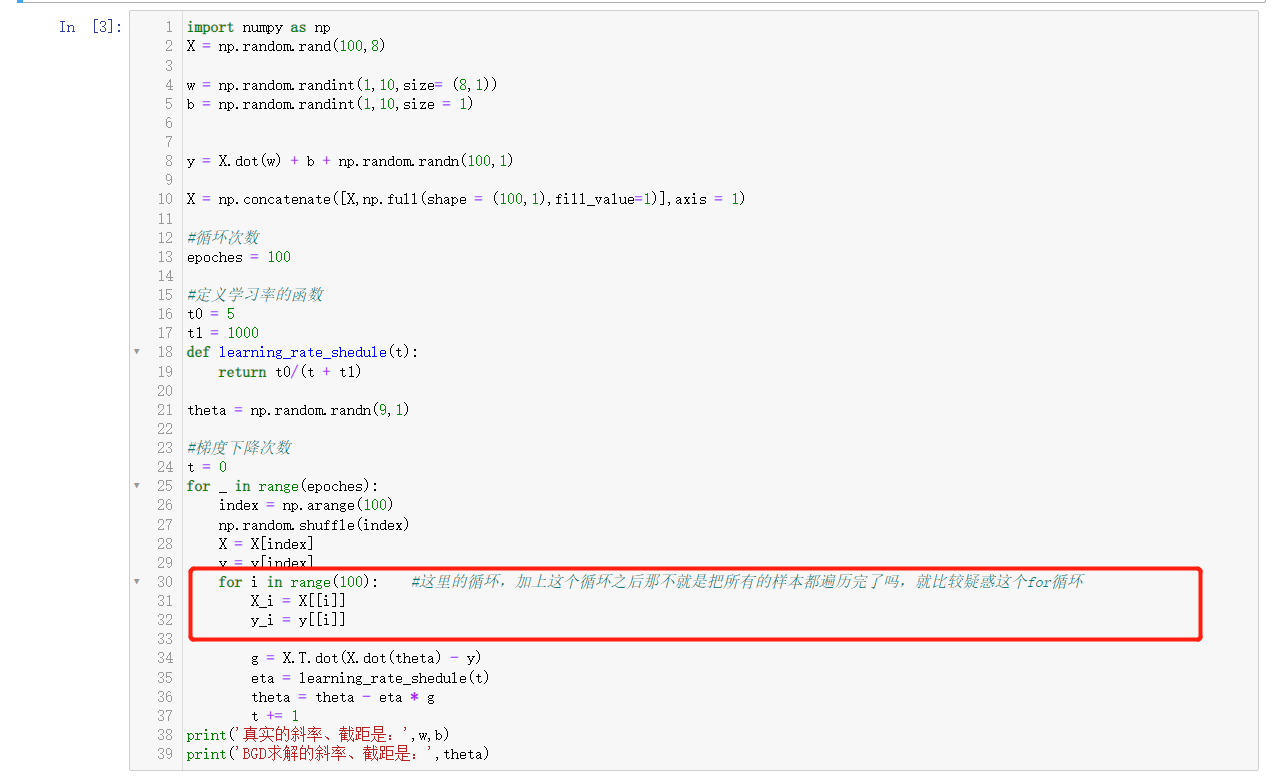 In [3]:
1 import numpy as np
2 X = np.random.rand(100,8)
3
4 w = np.random.randint(1,10,size= (8,1))
5 b = np.random.randint(1,10,size = 1)
6
7
8 y = X.dot(w) + b + np.random.randn(100,1)
9
10 X = np.concatenate([X,np.full(shape = (100,1),fill_value=1)],axis = 1)
11
12 #循环次数
13 epoches = 100
14
15 #定义学习率的函数
16 t0 = 5
17 t1 = 1000
18 def learning_rate_shedule(t):
19     return t0/(t + t1)
20
21 theta = np.random.randn(9,1)
22
23 #梯度下降次数
24 t = 0
25 for _ in range(epoches):
26     index = np.arange(100)
27     np.random.shuffle(index)
28     X = X[index]
29     y = y[index]
30     for i in range(100):    #这里的循环，加上这个循环之后那不就是把所有的样本都遍历完了吗，就比较疑惑这个for循环
31         X_i = X[[i]]
32         y_i = y[[i]]
33
34         g = X.T.dot(X.dot(theta) - y)
35         eta = learning_rate_shedule(t)
36         theta = theta - eta * g
37         t += 1
38 print('真实的斜率、截距是：',w,b)
39 print('BGD求解的斜率、截距是：',theta)